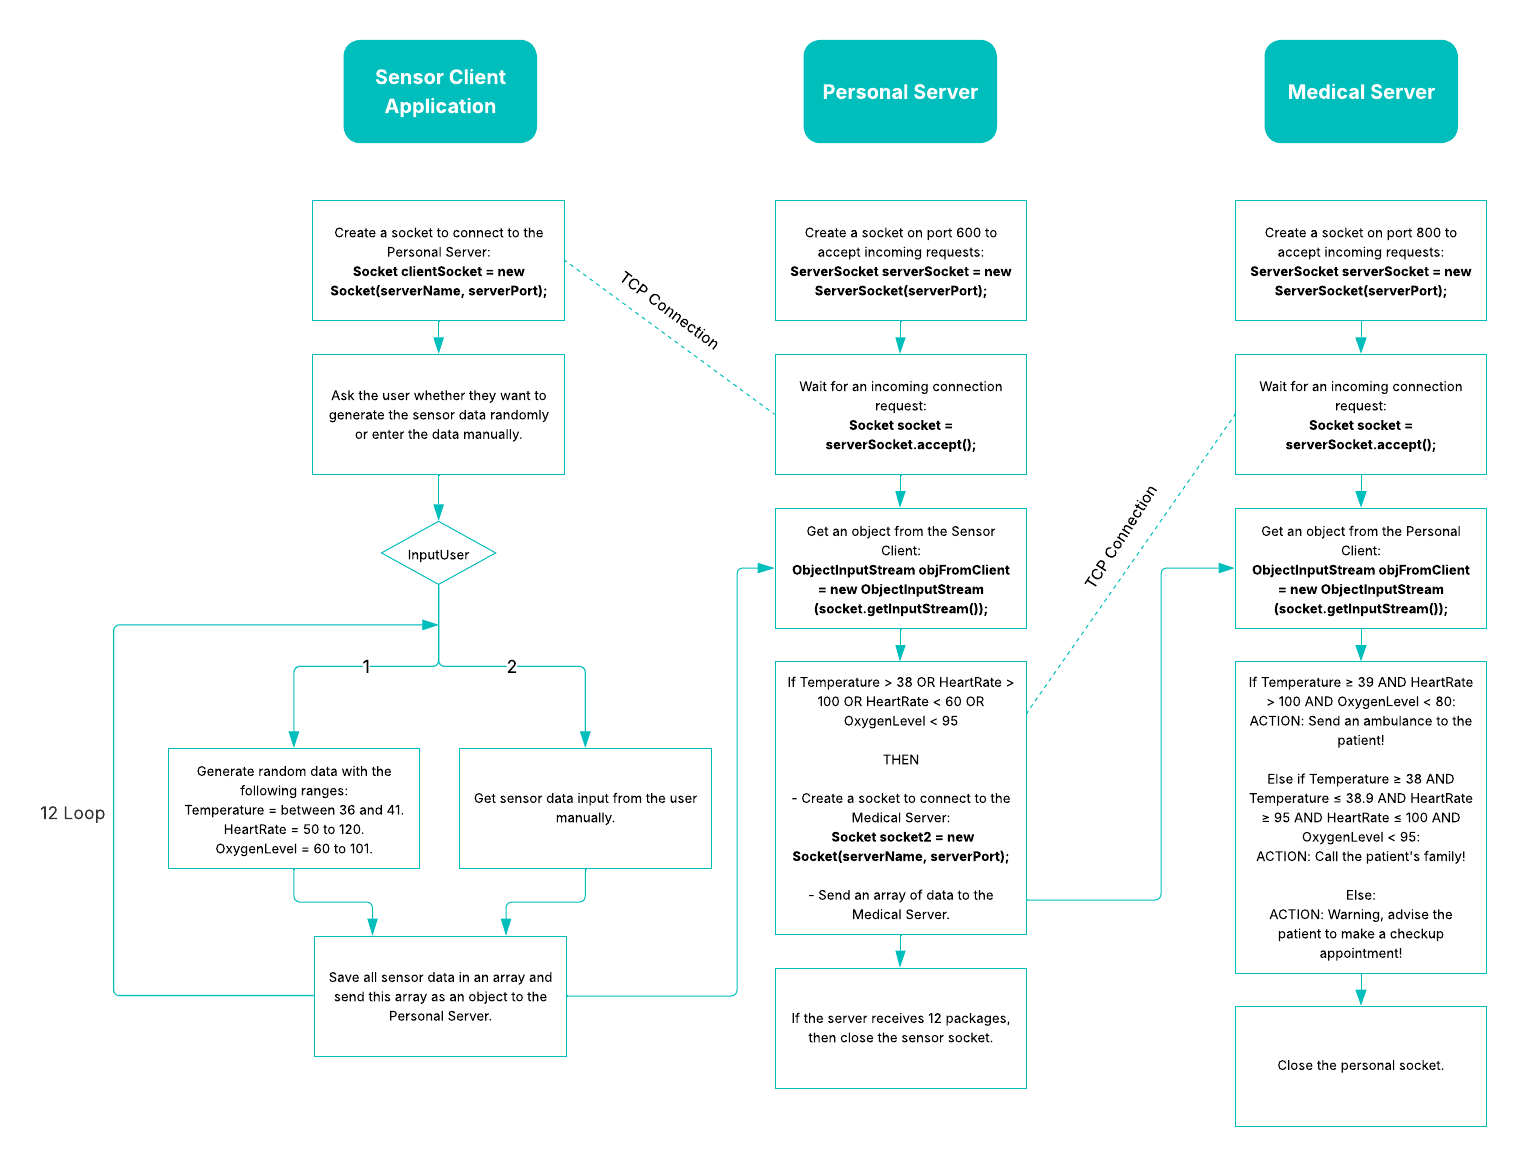 Sensor Client
Application
Personal Server
Medical Server
Create a socket to connect to the
Personal Server:
Socket clientSocket = new
Socket(serverName, serverPort);
Ask the user whether they want to
generate the sensor data randomly
or enter the data manually.
InputUser
1
2
12 Loop
Generate random data with the
following ranges:
Temperature = between 36 and 41.
HeartRate = 50 to 120.
OxygenLevel = 60 to 101.
Get sensor data input from the user
manually.
Save all sensor data in an array and
send this array as an object to the
Personal Server.
TCP Connection
Create a socket on port 600 to
accept incoming requests:
ServerSocket serverSocket = new
ServerSocket(serverPort);
Wait for an incoming connection
request:
Socket socket =
serverSocket.accept();
Get an object from the Sensor
Client:
ObjectInputStream objFromClient
= new ObjectInputStream
(socket.getInputStream());
If Temperature > 38 OR HeartRate >
100 OR HeartRate < 60 OR
OxygenLevel < 95
THEN
- Create a socket to connect to the
Medical Server:
Socket socket2 = new
Socket(serverName, serverPort);
- Send an array of data to the
Medical Server.
If the server receives 12 packages,
then close the sensor socket.
TCP Connection
Create a socket on port 800 to
accept incoming requests:
ServerSocket serverSocket = new
ServerSocket(serverPort);
Wait for an incoming connection
request:
Socket socket =
serverSocket.accept();
Get an object from the Personal
Client:
ObjectInputStream objFromClient
= new ObjectInputStream
(socket.getInputStream());
If Temperature ≥ 39 AND HeartRate
> 100 AND OxygenLevel < 80:
ACTION: Send an ambulance to the
patient!
Else if Temperature ≥ 38 AND
Temperature ≤ 38.9 AND HeartRate
≥ 95 AND HeartRate ≤ 100 AND
OxygenLevel < 95:
ACTION: Call the patient's family!
Else:
ACTION: Warning, advise the
patient to make a checkup
appointment!
Close the personal socket.